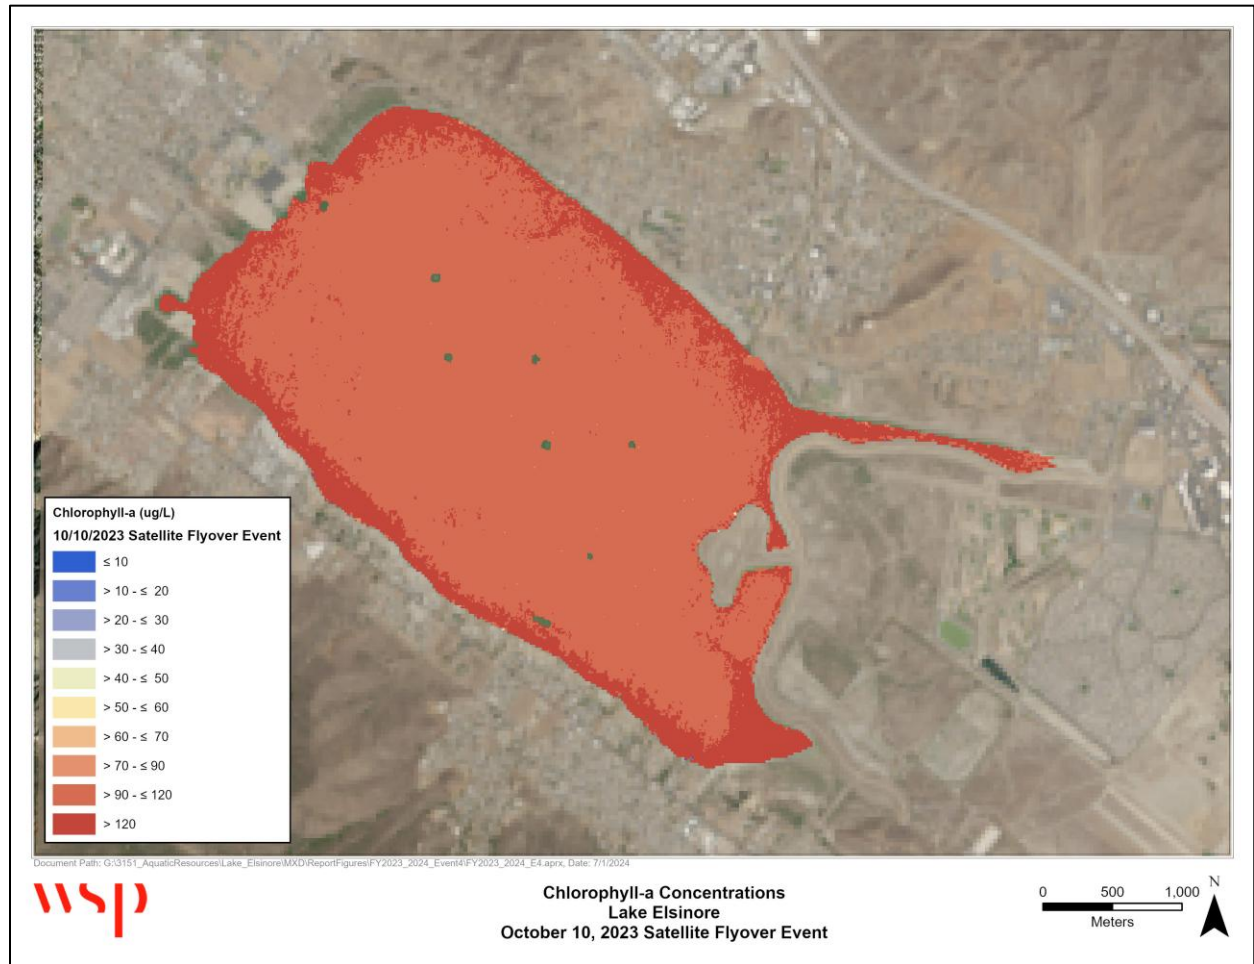 Chlorophyll-a (ug/L)
10/10/2023 Satellite Flyover Event
≤ 10
> 10 - ≤ 20
> 20 - ≤ 30
> 30 - ≤ 40
> 40 - ≤ 50
> 50 - ≤ 60
> 60 - ≤ 70
> 70 - ≤ 90
> 90 - ≤ 120
> 120
Document Path: G:\3151_AquaticResources\Lake_Elsinore\MXD\ReportFigures\FY2023_2024_Event4\FY2023_2024_E4.aprx, Date: 7/1/2024
wsp
Chlorophyll-a Concentrations
Lake Elsinore
October 10, 2023 Satellite Flyover Event
0 500 1,000
Meters
N